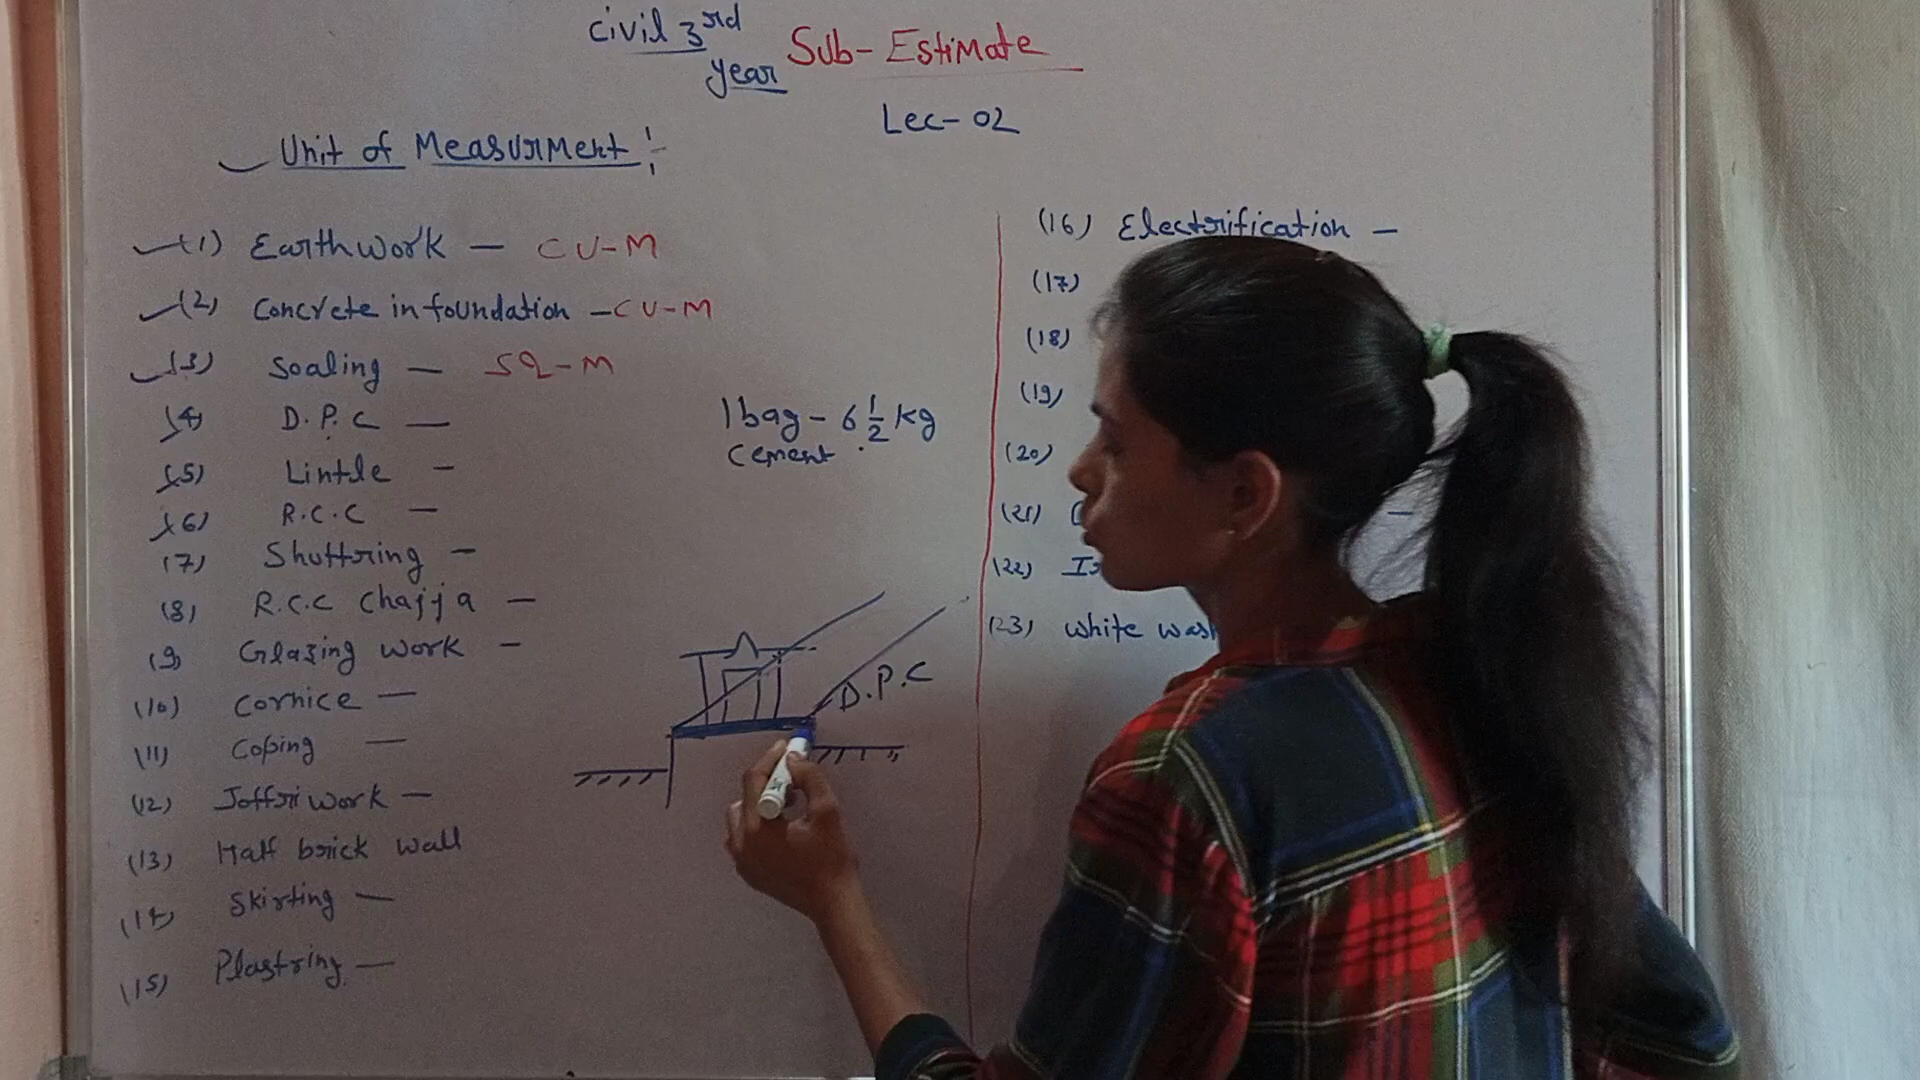 Civil 3rd year
Sub-Estimate
Lec-02
Unit of Measurment :-
(1) Earthwork - CU-M
(2) Concrete in foundation - CU-M
(3) Soaling - SQ-M
(4) D.P.C -
(5) Lintle -
(6) R.C.C -
(7) Shuttring -
(8) R.C.C Chajja -
(9) Glazing work -
(10) Cornice -
(11) Coping -
(12) Joffri work -
(13) Half brick wall
(14) Skirting -
(15) Plastring -
1 bag - 6 1/2 kg
Cement
D.P.C
(16) Electrification -
(17)
(18)
(19)
(20)
(21)
(22)
(23) white wash